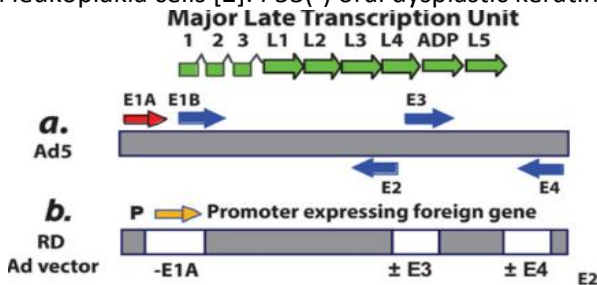 Major Late Transcription Unit
1 2 3 L1 L2 L3 L4 ADP L5
E1A E1B E3
a.
Ad5
E2 E4
b. P Promoter expressing foreign gene
RD
Ad vector -E1A ± E3 ± E4
E2